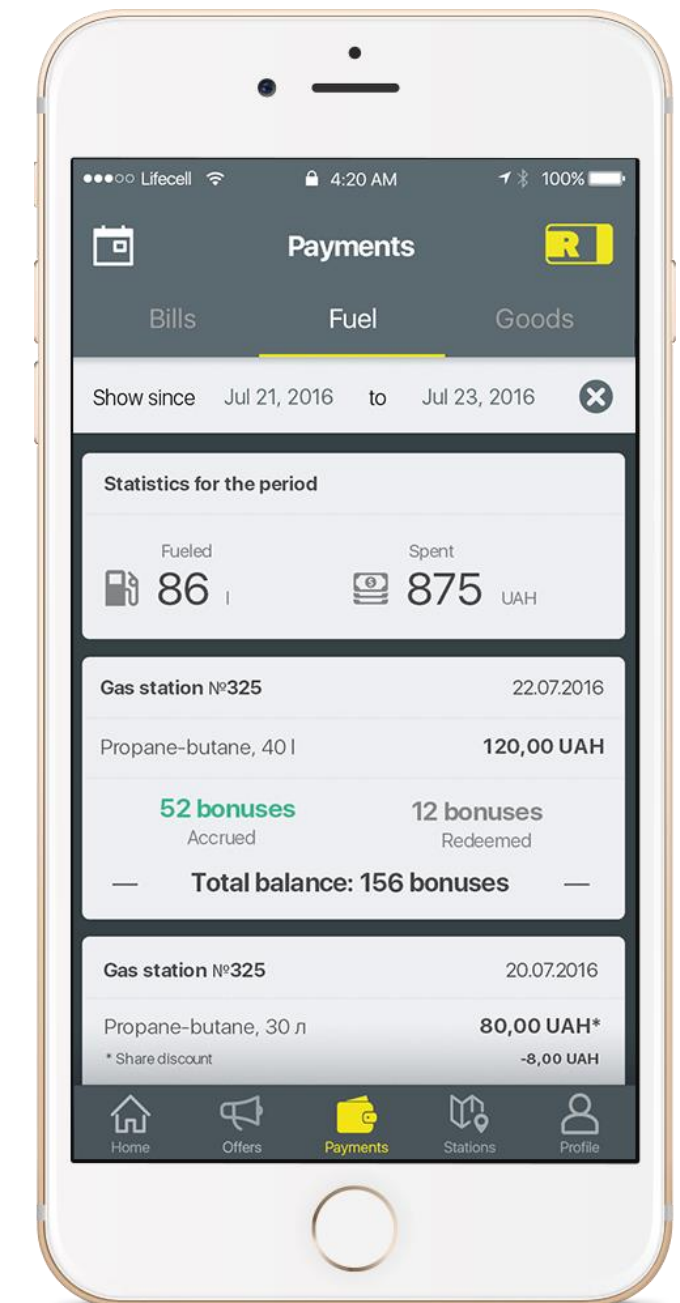 Lifecell 4:20 AM 100%
Payments R
Bills Fuel Goods
Show since Jul 21, 2016 to Jul 23, 2016
Statistics for the period
Fueled Spent
86 l 875 UAH
Gas station №325 22.07.2016
Propane-butane, 40 l 120,00 UAH
52 bonuses 12 bonuses
Accrued Redeemed
— Total balance: 156 bonuses —
Gas station №325 20.07.2016
Propane-butane, 30 л 80,00 UAH*
* Share discount -8,00 UAH
Home Offers Payments Stations Profile